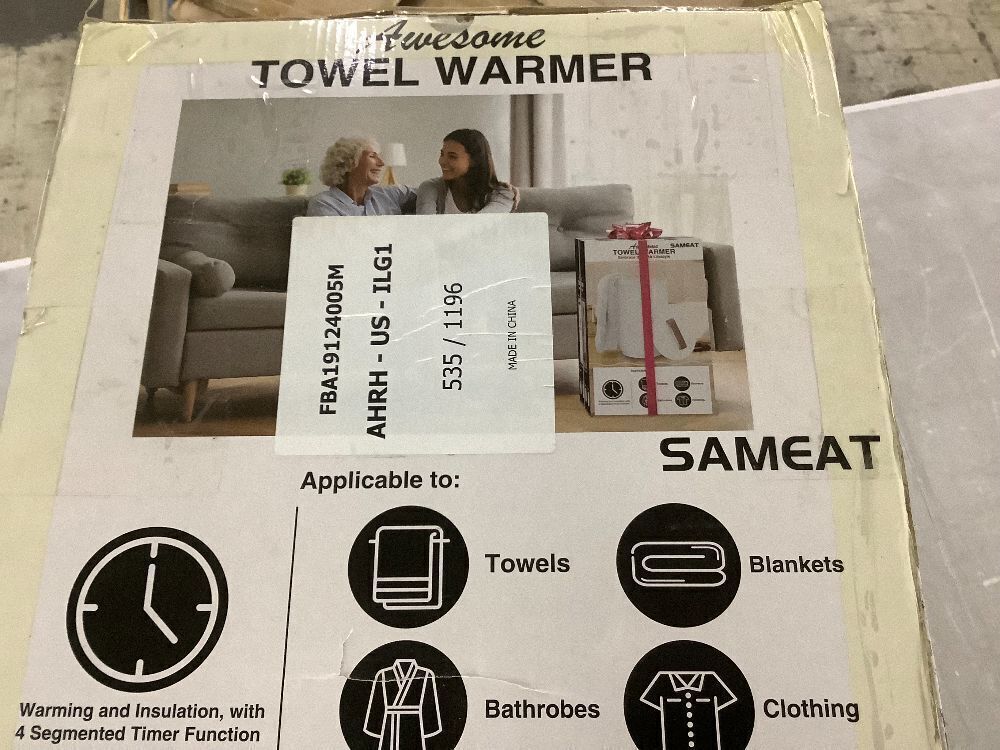 Awesome
TOWEL WARMER
FBA19124005M
AHRH - US - ILG1
535 / 1196
MADE IN CHINA
SAMEAT
TOWEL WARMER
SAMEAT
Applicable to:
Towels
Blankets
Bathrobes
Clothing
Warming and Insulation, with
4 Segmented Timer Function